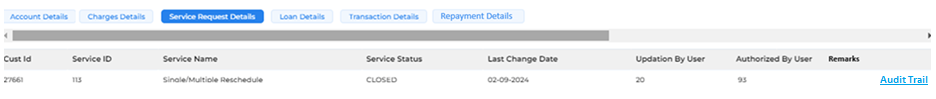 Account Details Charges Details Service Request Details Loan Details Transaction Details Repayment Details
Cust Id Service ID Service Name Service Status Last Change Date Updation By User Authorized By User Remarks
27661 113 Single/Multiple Reschedule CLOSED 02-09-2024 20 93 Audit Trail